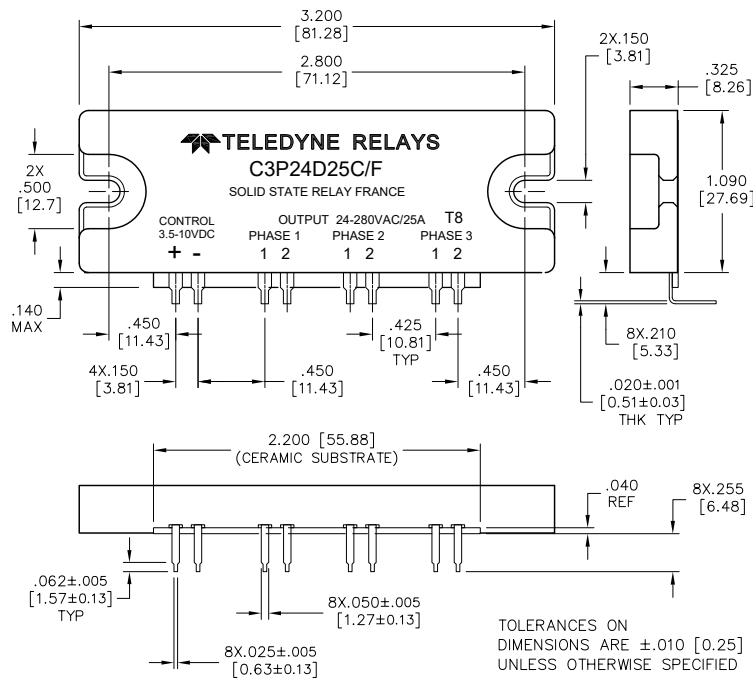 3.200
[81.28]
2.800
[71.12]
2X.150
[3.81]
.325
[8.26]
TELEDYNE RELAYS
C3P24D25C/F
SOLID STATE RELAY FRANCE
2X
.500
[12.7]
1.090
[27.69]
CONTROL
3.5-10VDC
+ -
OUTPUT 24-280VAC/25A T8
PHASE 1 PHASE 2 PHASE 3
1 2 1 2 1 2
.140
MAX
.450
[11.43]
.425
[10.81]
TYP
8X.210
[5.33]
4X.150
[3.81]
.450
[11.43]
.450
[11.43]
.020±.001
[0.51±0.03]
THK TYP
2.200 [55.88]
(CERAMIC SUBSTRATE)
.040
REF
8X.255
[6.48]
.062±.005
[1.57±0.13]
TYP
8X.050±.005
[1.27±0.13]
8X.025±.005
[0.63±0.13]
TOLERANCES ON
DIMENSIONS ARE ±.010 [0.25]
UNLESS OTHERWISE SPECIFIED